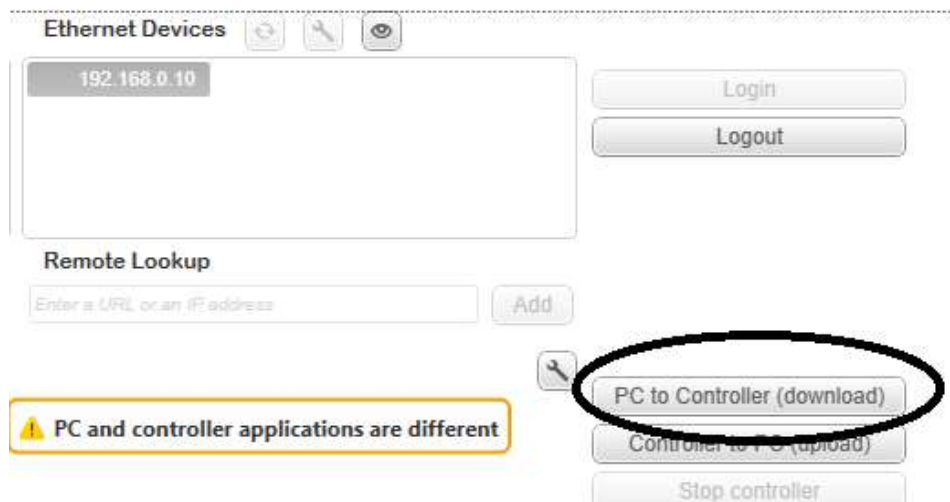 Ethernet Devices
192.168.0.10
Login
Logout
Remote Lookup
Enter a URL or an IP address
Add
PC to Controller (download)
PC and controller applications are different
Controller to PC (upload)
Stop controller